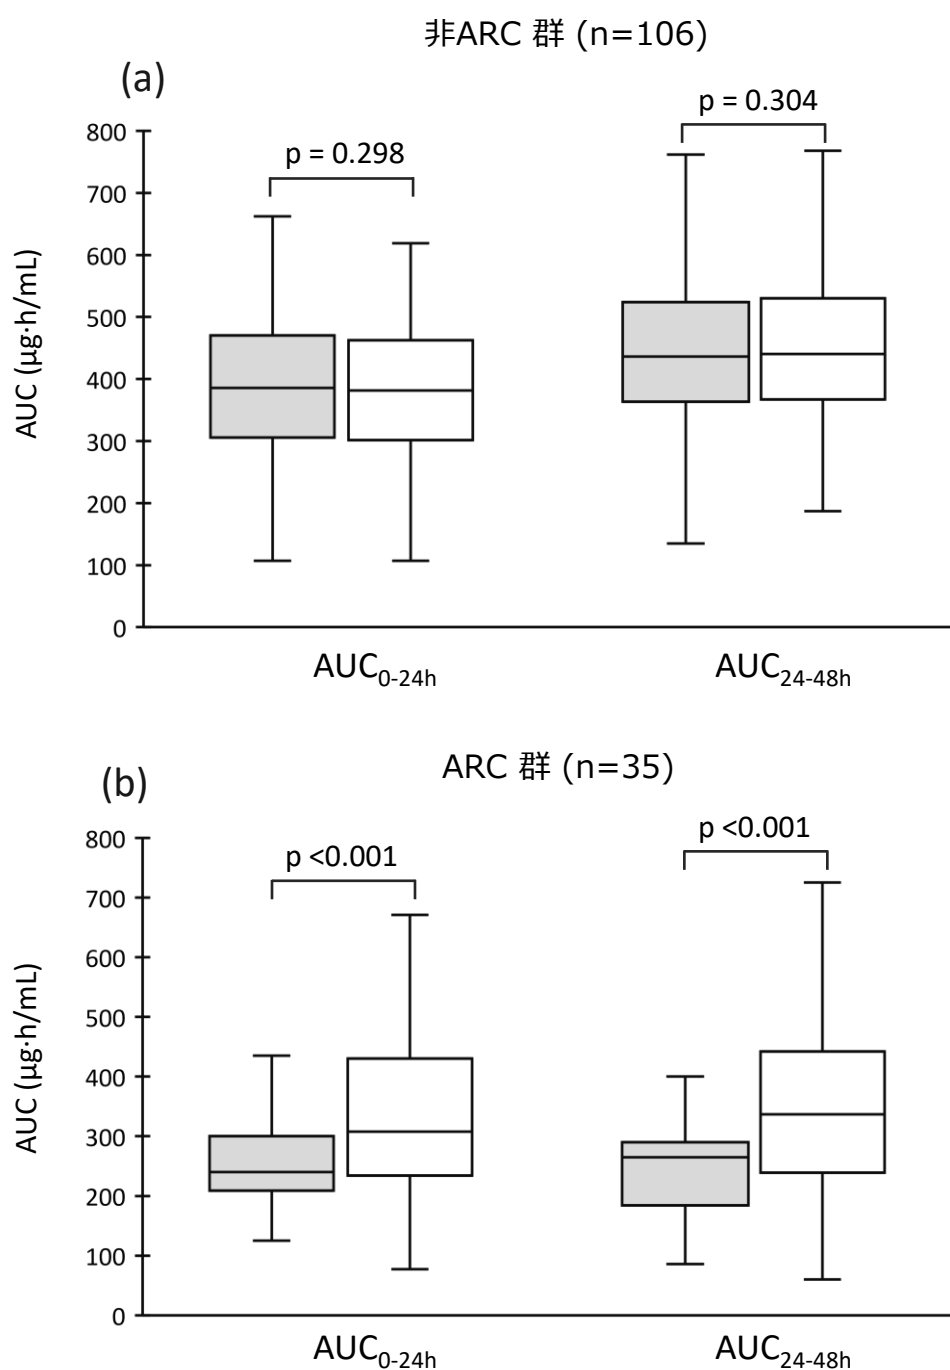 非ARC 群 (n=106)
(a)
p = 0.304
p = 0.298
AUC (µg·h/mL)
800
700
600
500
400
300
200
100
0
AUC0-24h
AUC24-48h
ARC 群 (n=35)
(b)
p <0.001
p <0.001
AUC (µg·h/mL)
800
700
600
500
400
300
200
100
0
AUC0-24h
AUC24-48h